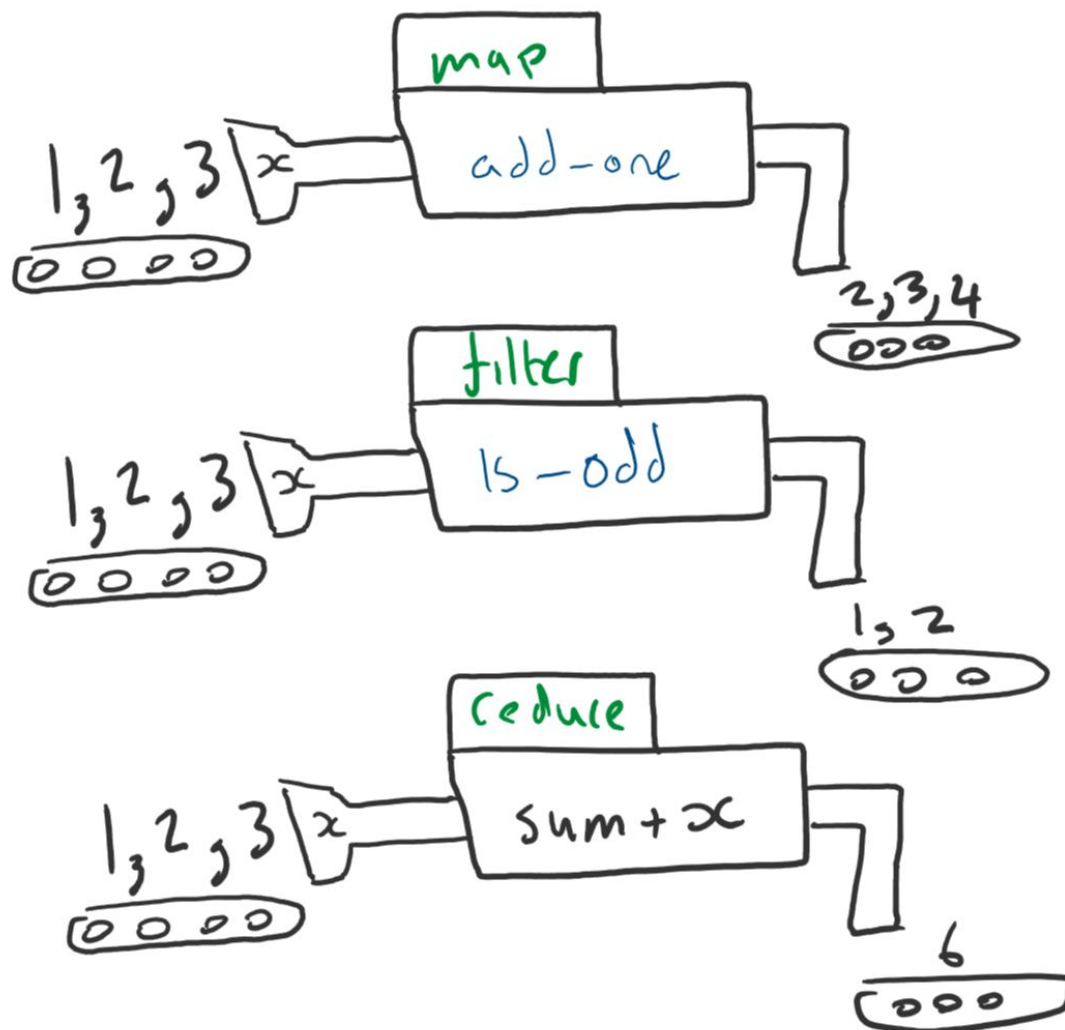 map
1,2,3
x
add-one
2,3,4
filter
1,2,3
x
is-odd
1,2
reduce
1,2,3
x
sum+x
6